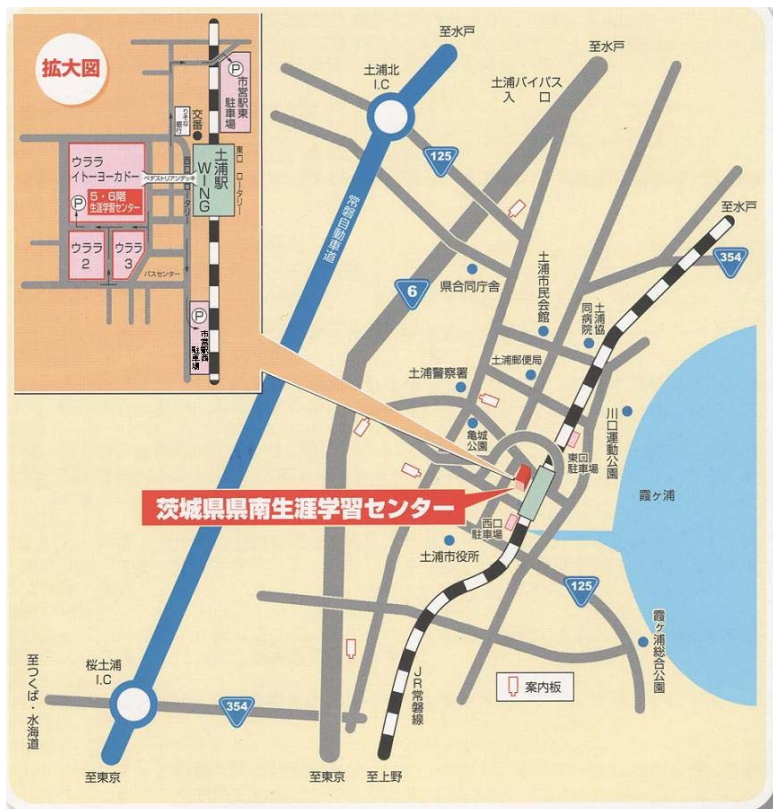 拡大図
P
市営駅東
駐車場
交番
土浦駅
WING
東口
ロータリー
西口
ロータリー
ペデストリアンデッキ
ウララ
イトーヨーカドー
5・6階
生涯学習センター
P
ウララ
2
ウララ
3
バスセンター
P
市営駅西
駐車場
至水戸
土浦北
I.C
土浦バイパス
入口
至水戸
125
常磐自動車道
6
県合同庁舎
土浦市民会館
土浦協
同病院
至水戸
354
土浦郵便局
土浦警察署
亀城
公園
東口
駐車場
川口運動公園
霞ヶ浦
茨城県県南生涯学習センター
西口
駐車場
土浦市役所
125
霞ヶ浦総合公園
至つくば・水海道
桜土浦
I.C
354
JR常磐線
案内板
至東京
至東京
至上野